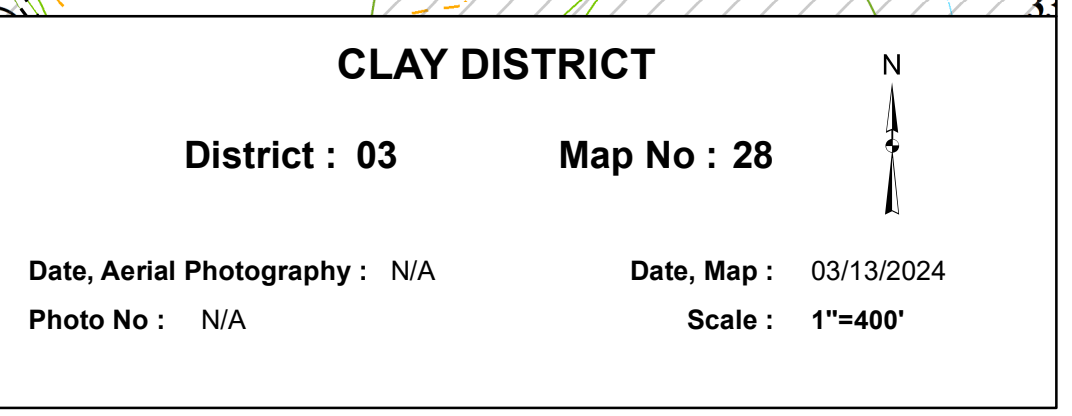 CLAY DISTRICT
N
District : 03 Map No : 28
Date, Aerial Photography : N/A Date, Map : 03/13/2024
Photo No : N/A Scale : 1"=400'